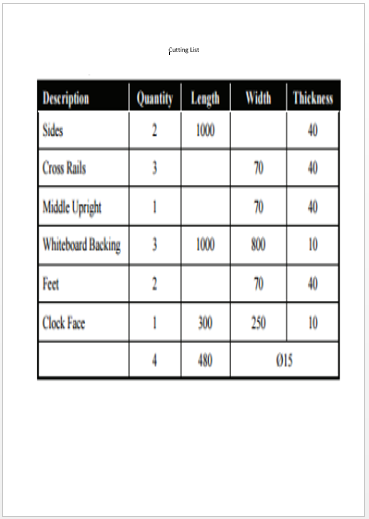 Cutting List
Description Quantity Length Width Thickness
Sides 2 1000 40
Cross Rails 3 70 40
Middle Upright 1 70 40
Whiteboard Backing 3 1000 800 10
Feet 2 70 40
Clock Face 1 300 250 10
4 480 Ø15